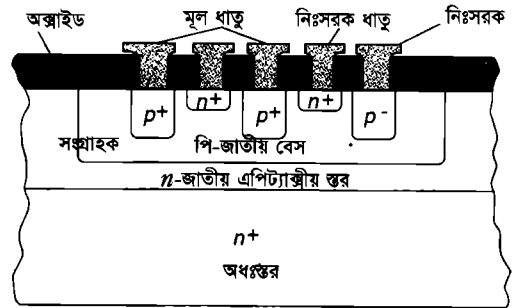 অক্সাইড
মূল ধাতু
নিঃসরক ধাতু
নিঃসরক
p+
n+
p+
n+
p-
সংগ্রাহক
পি-জাতীয় বেস
n-জাতীয় এপিট্যাক্সীয় স্তর
n+
অধঃস্তর